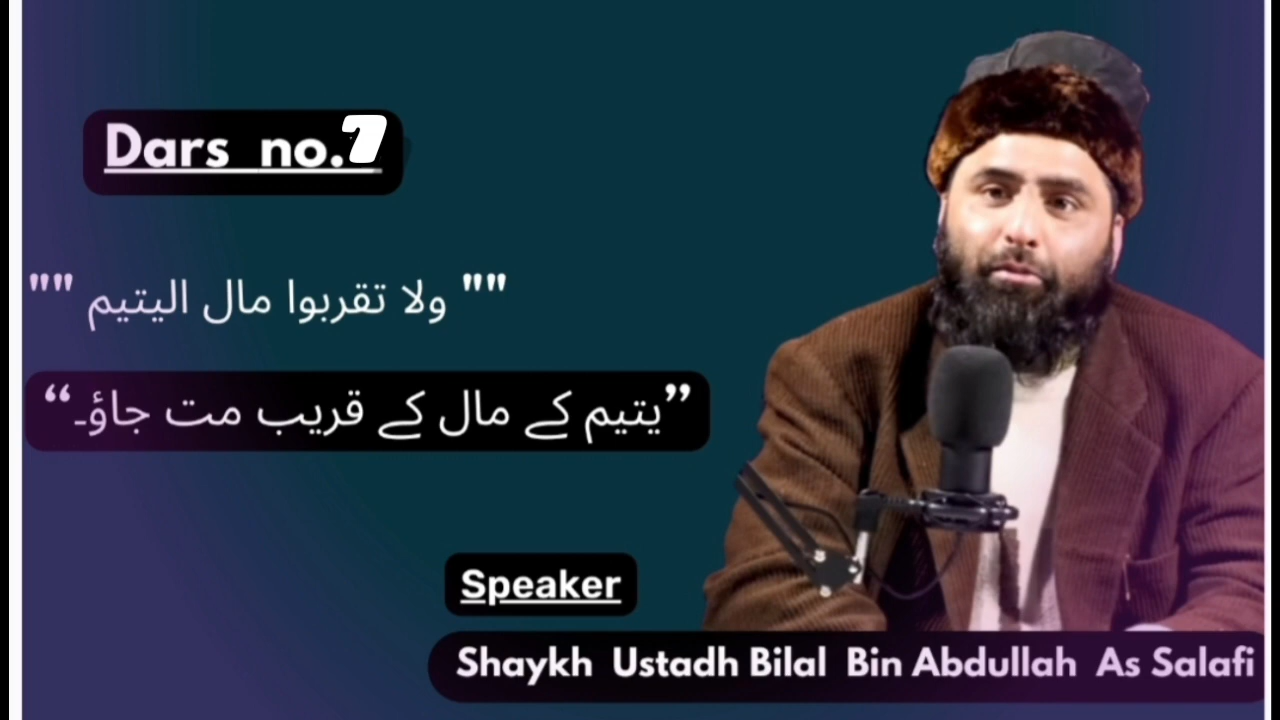 Dars no.7
"" ولا تقربوا مال اليتيم ""
”یتیم کے مال کے قریب مت جاؤ۔“
Speaker
Shaykh Ustadh Bilal Bin Abdullah As Salafi